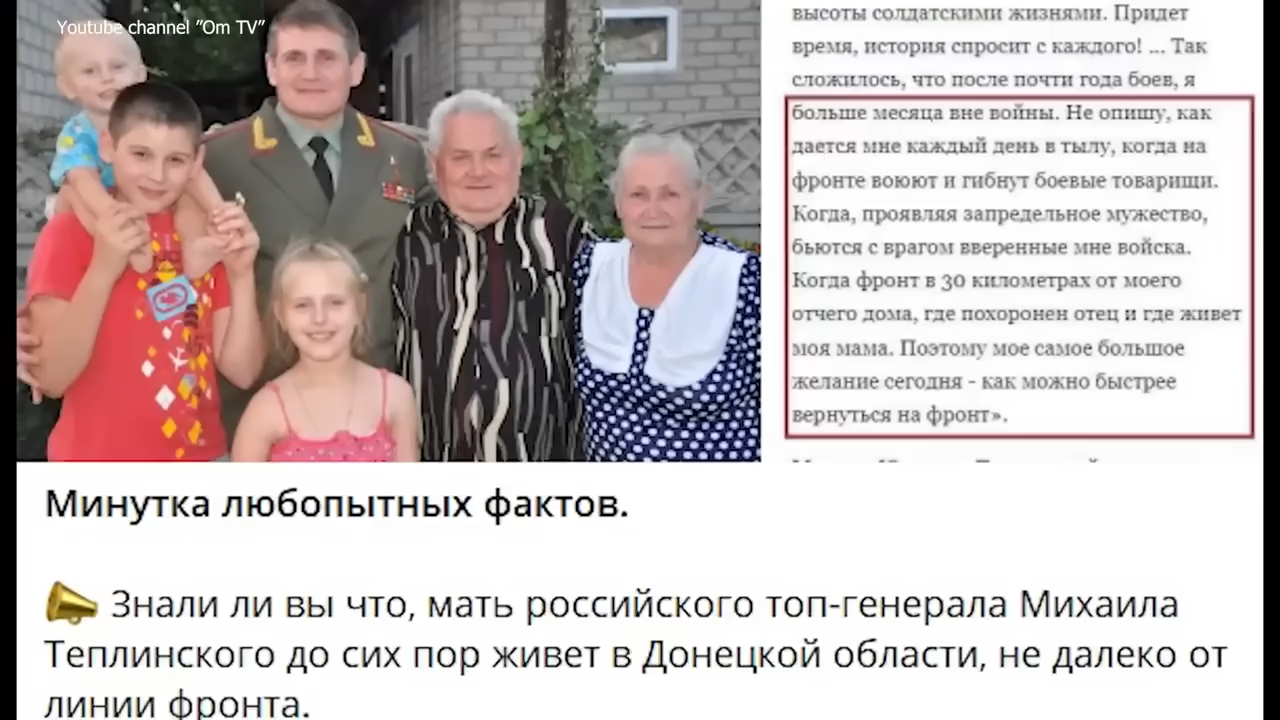 Youtube channel "Om TV"
высоты солдатскими жизнями. Придет
время, история спросит с каждого! ... Так
сложилось, что после почти года боев, я
больше месяца вне войны. Не опишу, как
дается мне каждый день в тылу, когда на
фронте воюют и гибнут боевые товарищи.
Когда, проявляя запредельное мужество,
бьются с врагом вверенные мне войска.
Когда фронт в 30 километрах от моего
отчего дома, где похоронен отец и где живет
моя мама. Поэтому мое самое большое
желание сегодня - как можно быстрее
вернуться на фронт».
Минутка любопытных фактов.
Знали ли вы что, мать российского топ-генерала Михаила
Теплинского до сих пор живет в Донецкой области, не далеко от
линии фронта.